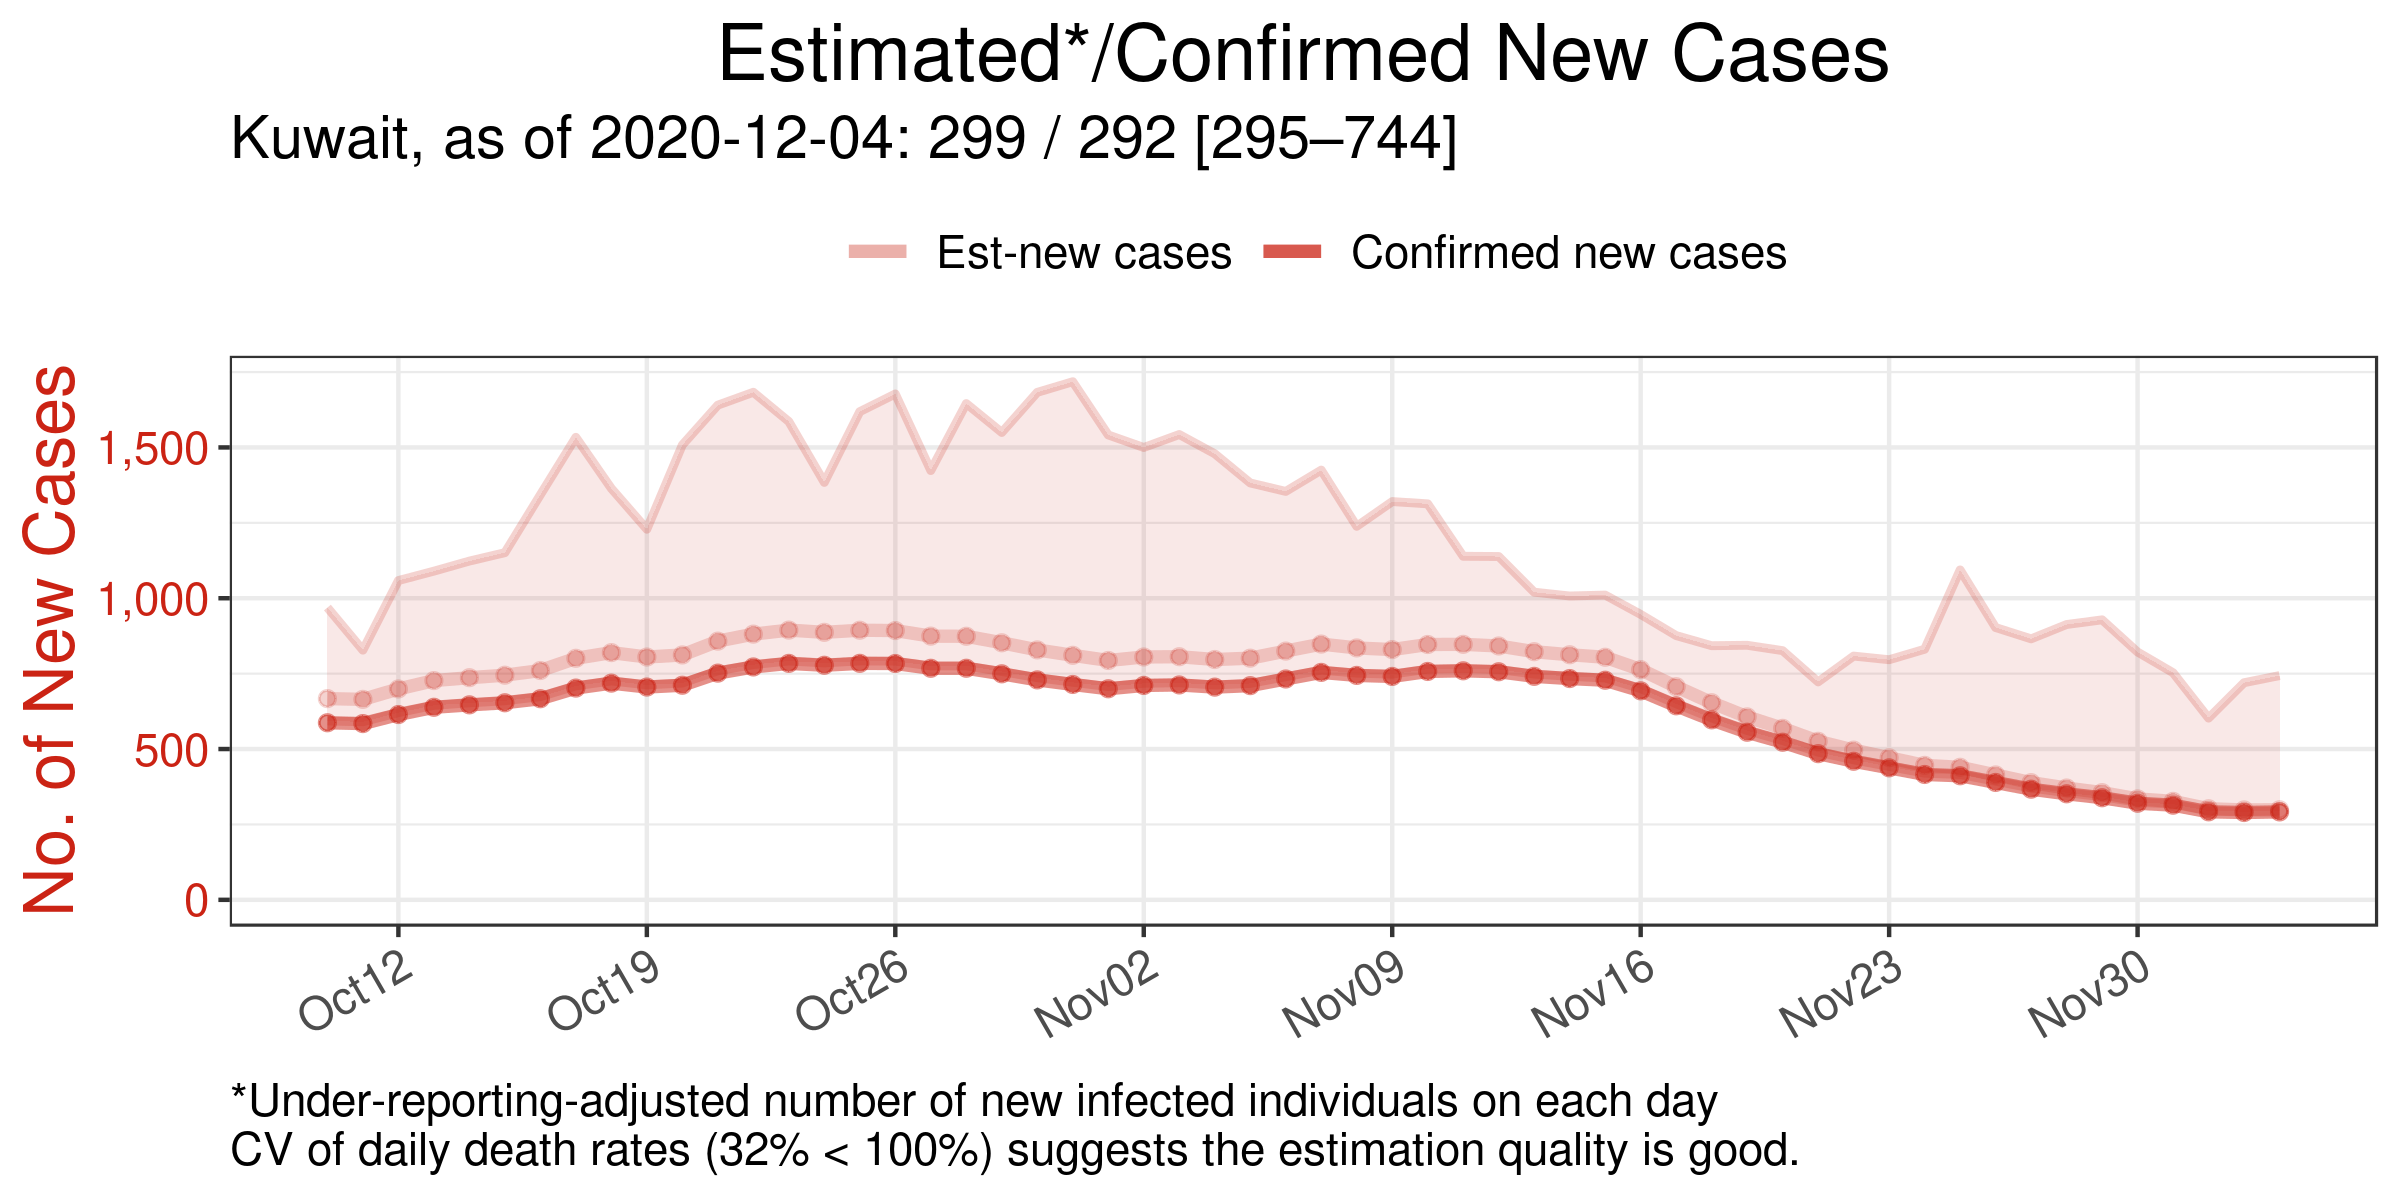 Estimated*/Confirmed New Cases
Kuwait, as of 2020-12-04: 299 / 292 [295–744]
Est-new cases
Confirmed new cases
No. of New Cases
1,500
1,000
500
0
Oct12
Oct19
Oct26
Nov02
Nov09
Nov16
Nov23
Nov30
*Under-reporting-adjusted number of new infected individuals on each day
CV of daily death rates (32% < 100%) suggests the estimation quality is good.